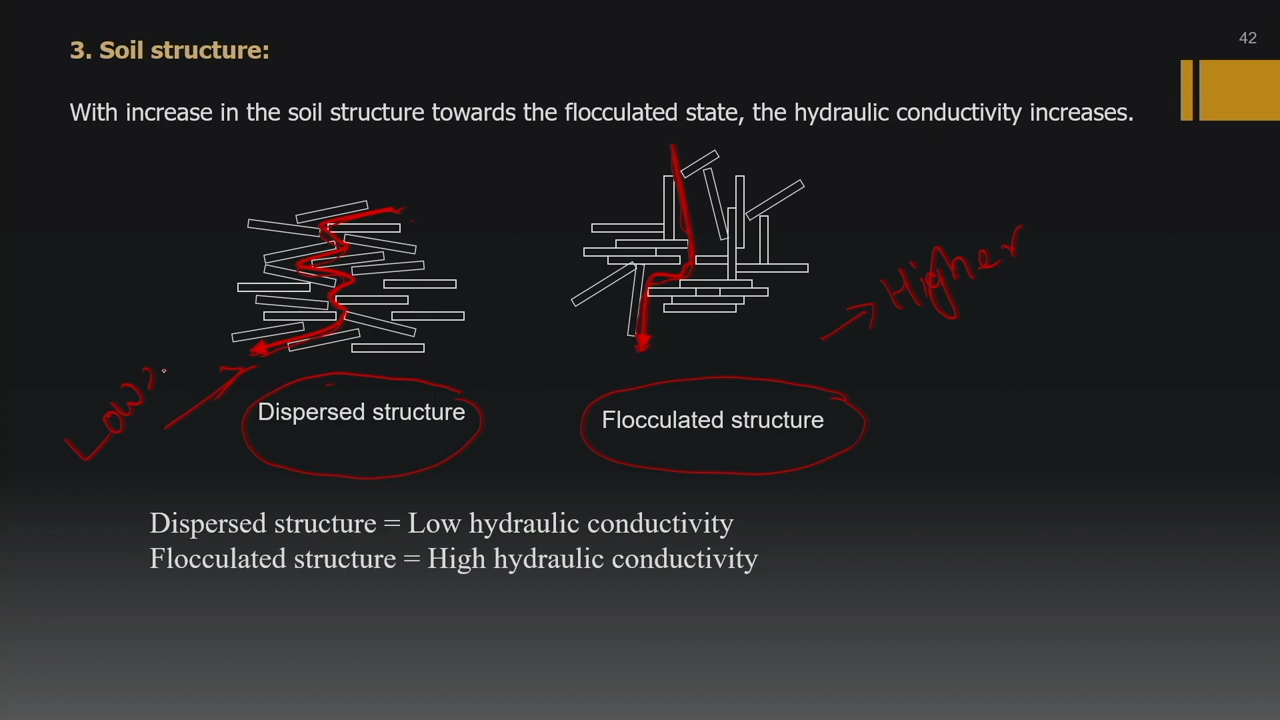 42
3. Soil structure:
With increase in the soil structure towards the flocculated state, the hydraulic conductivity increases.
Higher
Low
Dispersed structure
Flocculated structure
Dispersed structure = Low hydraulic conductivity
Flocculated structure = High hydraulic conductivity